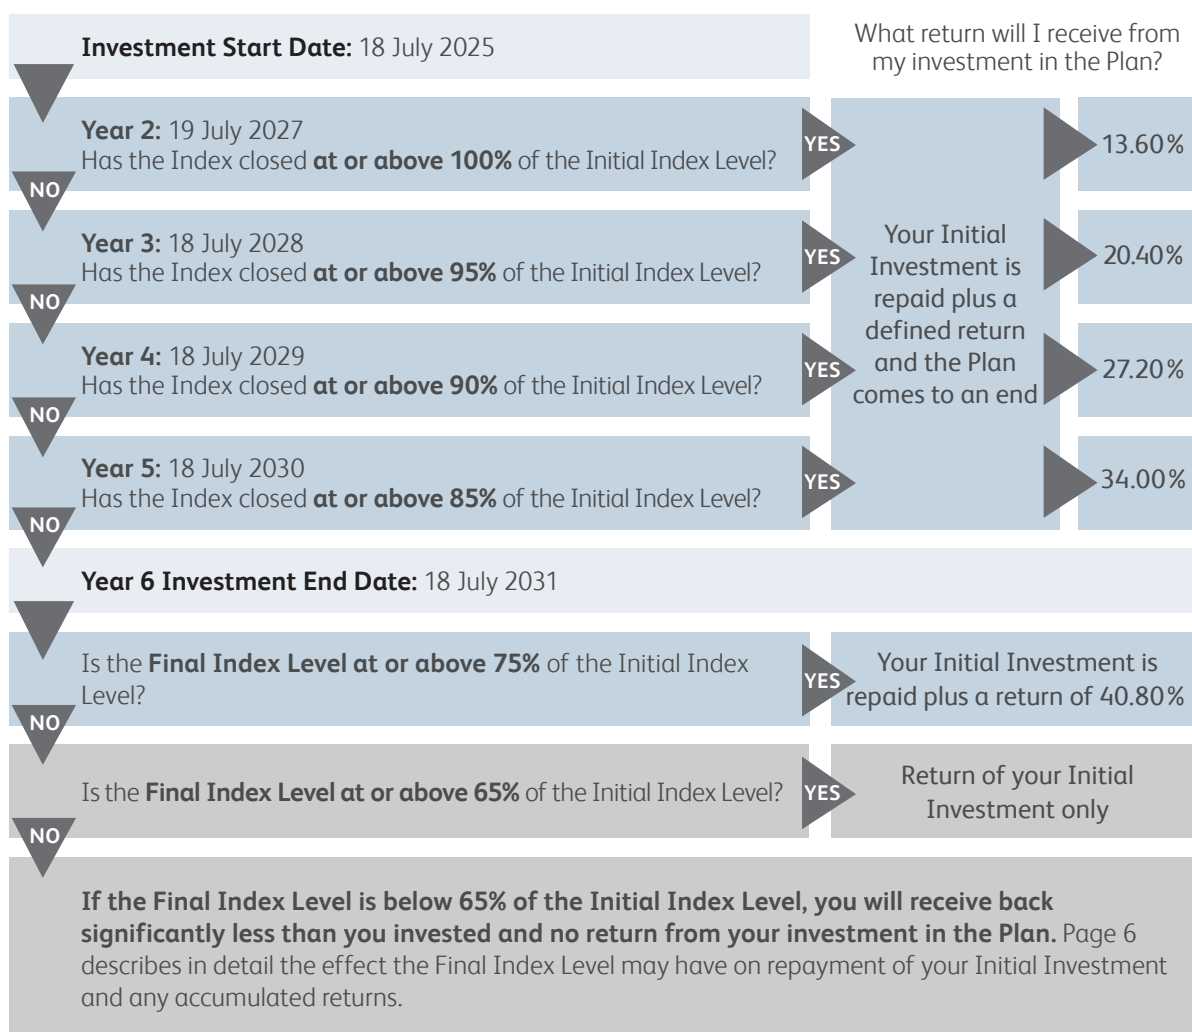 Investment Start Date: 18 July 2025
What return will I receive from
my investment in the Plan?
Year 2: 19 July 2027
Has the Index closed at or above 100% of the Initial Index Level?
YES
13.60%
NO
Year 3: 18 July 2028
Has the Index closed at or above 95% of the Initial Index Level?
YES
20.40%
NO
Year 4: 18 July 2029
Has the Index closed at or above 90% of the Initial Index Level?
YES
27.20%
NO
Year 5: 18 July 2030
Has the Index closed at or above 85% of the Initial Index Level?
YES
34.00%
NO
Your Initial
Investment is
repaid plus a
defined return
and the Plan
comes to an end
Year 6 Investment End Date: 18 July 2031
Is the Final Index Level at or above 75% of the Initial Index
Level?
YES
Your Initial Investment is
repaid plus a return of 40.80%
NO
Is the Final Index Level at or above 65% of the Initial Index Level?
YES
Return of your Initial
Investment only
NO
If the Final Index Level is below 65% of the Initial Index Level, you will receive back
significantly less than you invested and no return from your investment in the Plan. Page 6
describes in detail the effect the Final Index Level may have on repayment of your Initial Investment
and any accumulated returns.